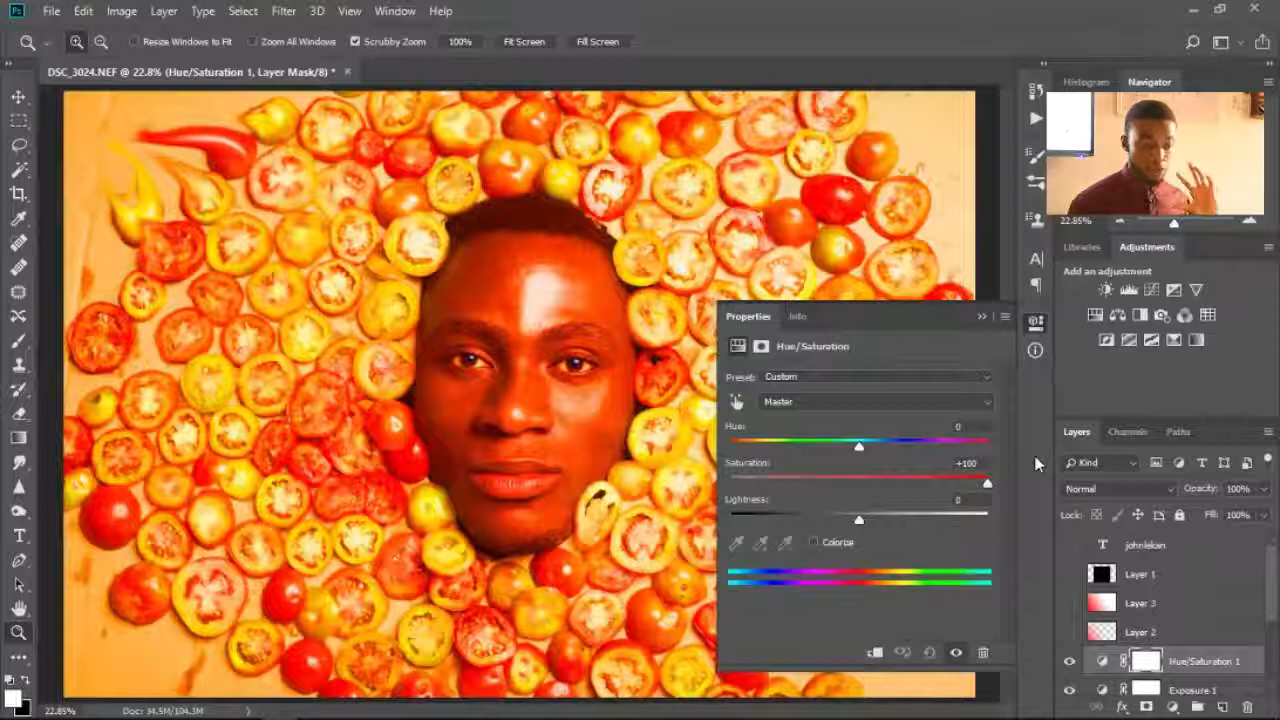 Ps File Edit Image Layer Type Select Filter 3D View Window Help
Resize Windows to Fit Zoom All Windows Scrubby Zoom 100% Fit Screen Fill Screen
DSC_3024.NEF @ 22.8% (Hue/Saturation 1, Layer Mask/8) *
Histogram Navigator
22.85%
Libraries Adjustments
Add an adjustment
Properties Info
Hue/Saturation
Preset: Custom
Master
Hue: 0
Saturation: +100
Lightness: 0
Colorize
Layers Channels Paths
Kind
Normal Opacity: 100%
Lock: Fill: 100%
T johnlekan
Layer 1
Layer 3
Layer 2
Hue/Saturation 1
Exposure 1
22.85% Doc: 34.5M/104.3M